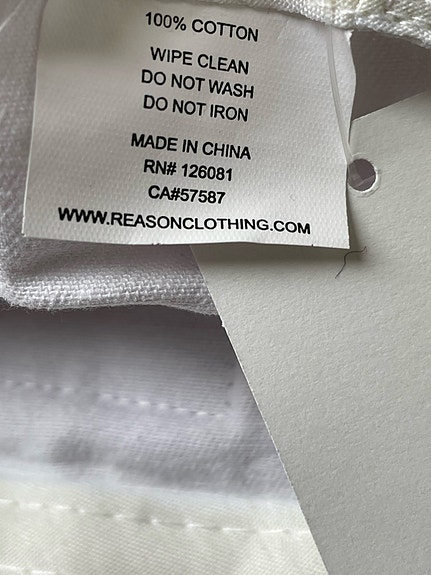 100% COTTON
WIPE CLEAN
DO NOT WASH
DO NOT IRON
MADE IN CHINA
RN# 126081
CA#57587
WWW.REASONCLOTHING.COM